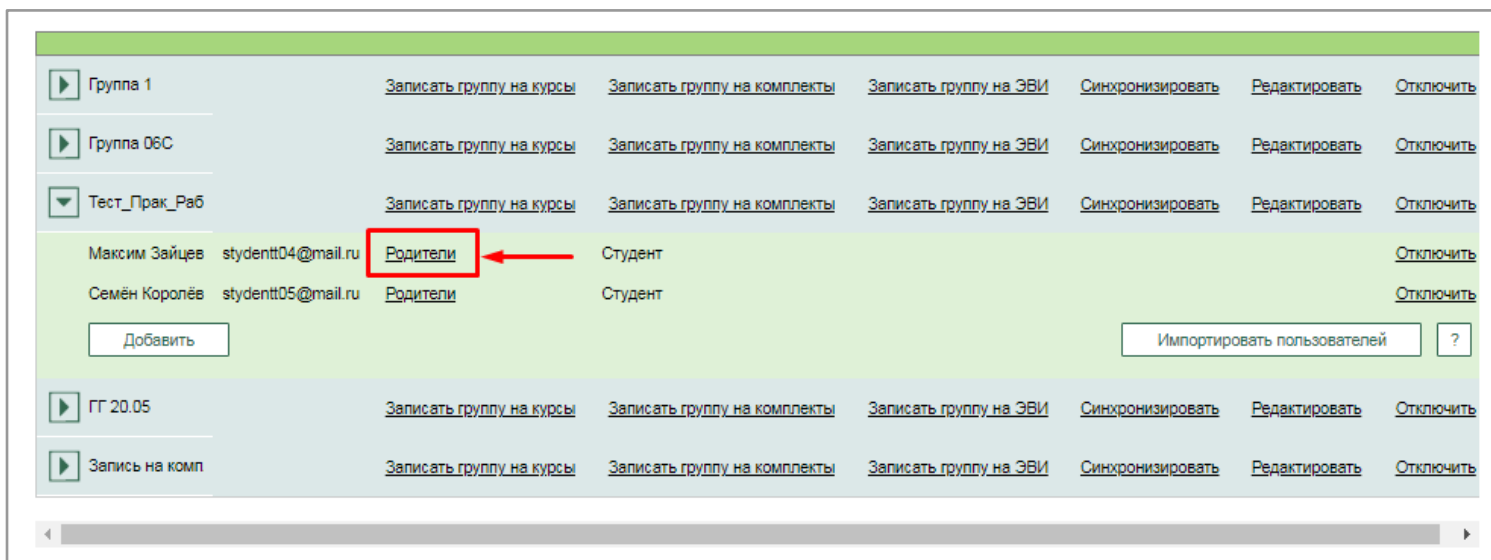 Группа 1 Записать группу на курсы Записать группу на комплекты Записать группу на ЭВИ Синхронизировать Редактировать Отключить
Группа 06С Записать группу на курсы Записать группу на комплекты Записать группу на ЭВИ Синхронизировать Редактировать Отключить
Тест_Прак_Раб Записать группу на курсы Записать группу на комплекты Записать группу на ЭВИ Синхронизировать Редактировать Отключить
Максим Зайцев stydentt04@mail.ru Родители Студент Отключить
Семён Королёв stydentt05@mail.ru Родители Студент Отключить
Добавить Импортировать пользователей ?
ГГ 20.05 Записать группу на курсы Записать группу на комплекты Записать группу на ЭВИ Синхронизировать Редактировать Отключить
Запись на комп Записать группу на курсы Записать группу на комплекты Записать группу на ЭВИ Синхронизировать Редактировать Отключить